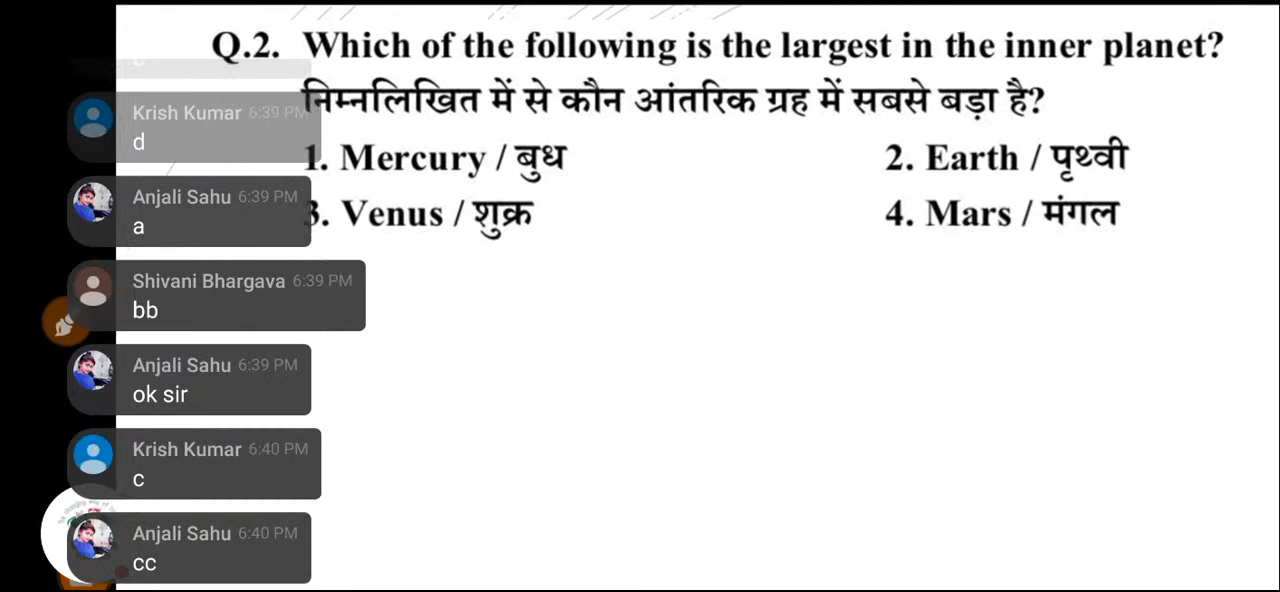 Q.2. Which of the following is the largest in the inner planet?
निम्नलिखित में से कौन आंतरिक ग्रह में सबसे बड़ा है?
1. Mercury / बुध
2. Earth / पृथ्वी
3. Venus / शुक्र
4. Mars / मंगल
Krish Kumar 6:39 PM
d
Anjali Sahu 6:39 PM
a
Shivani Bhargava 6:39 PM
bb
Anjali Sahu 6:39 PM
ok sir
Krish Kumar 6:40 PM
c
Anjali Sahu 6:40 PM
cc